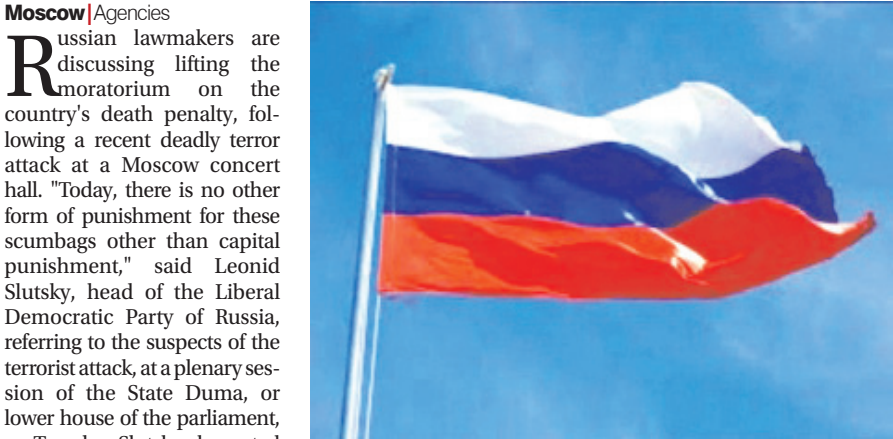 Moscow|Agencies
Russian lawmakers are
discussing lifting the
moratorium on the
country's death penalty, fol-
lowing a recent deadly terror
attack at a Moscow concert
hall. "Today, there is no other
form of punishment for these
scumbags other than capital
punishment," said Leonid
Slutsky, head of the Liberal
Democratic Party of Russia,
referring to the suspects of the
terrorist attack, at a plenary ses-
sion of the State Duma, or
lower house of the parliament,